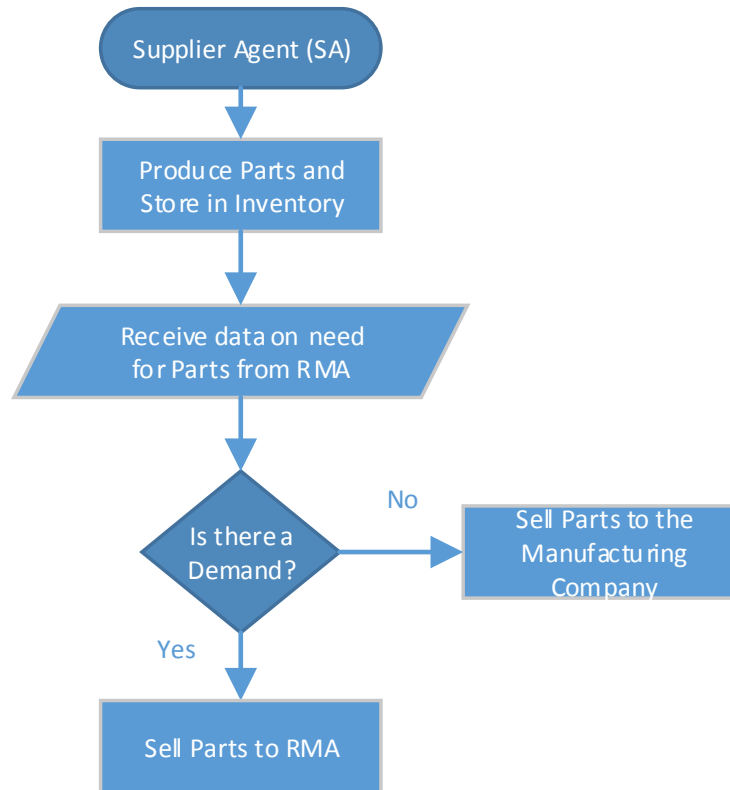 Supplier Agent (SA)
Produce Parts and
Store in Inventory
Receive data on need
for Parts from RMA
Is there a
Demand?
No
Sell Parts to the
Manufacturing
Company
Yes
Sell Parts to RMA